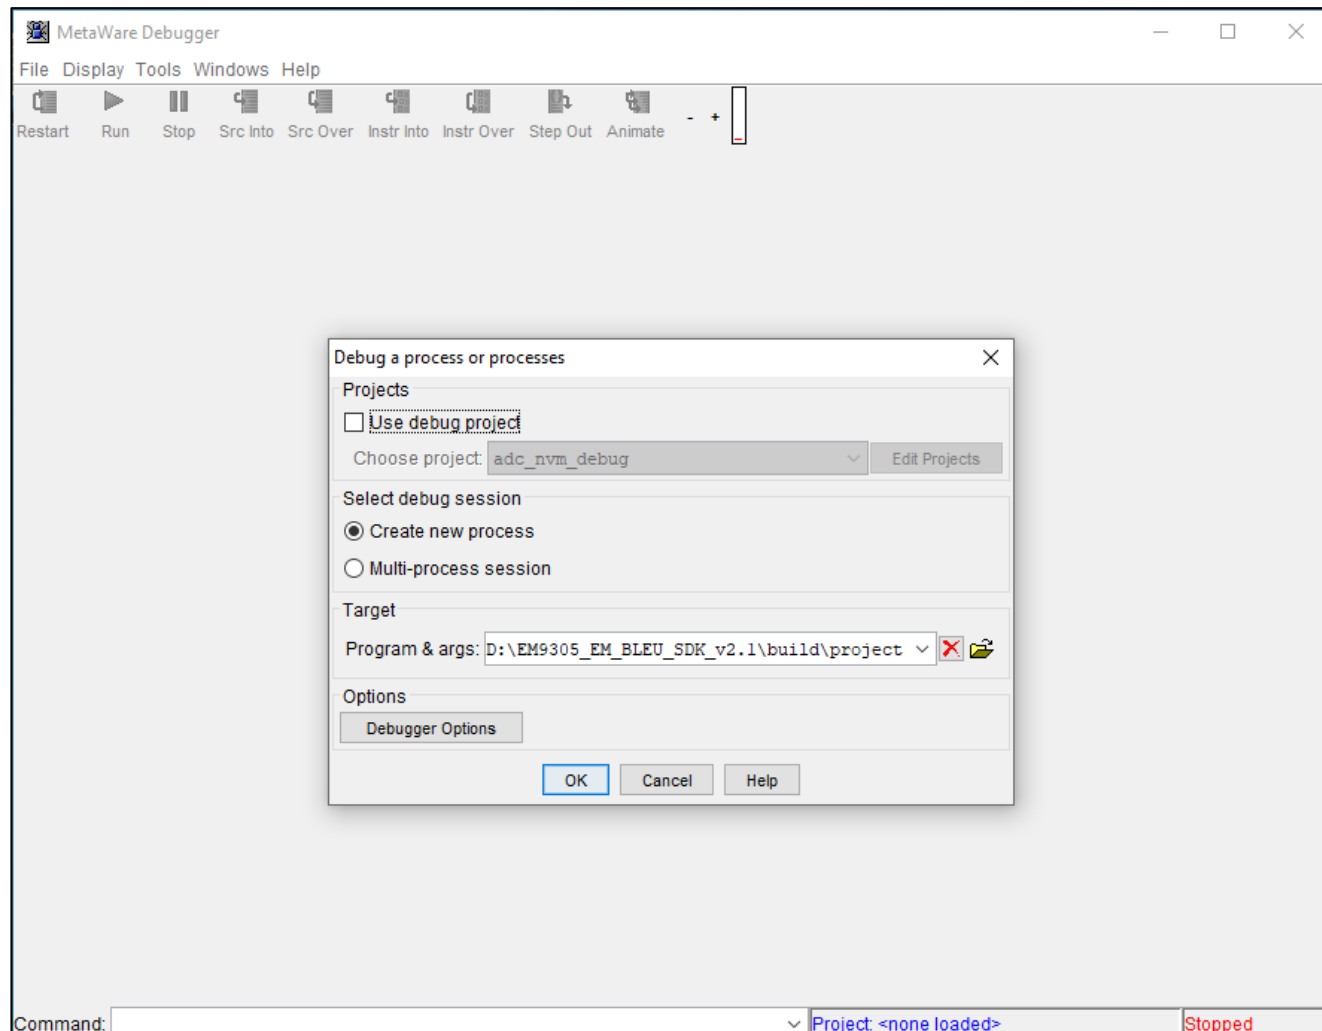 MetaWare Debugger
File Display Tools Windows Help
Restart Run Stop Src Into Src Over Instr Into Instr Over Step Out Animate - +
Debug a process or processes
Projects
Use debug project
Choose project: adc_nvm_debug Edit Projects
Select debug session
Create new process
Multi-process session
Target
Program & args: D:\EM9305_EM_BLEU_SDK_v2.1\build\project
Options
Debugger Options
OK Cancel Help
Command: Project: <none loaded> Stopped